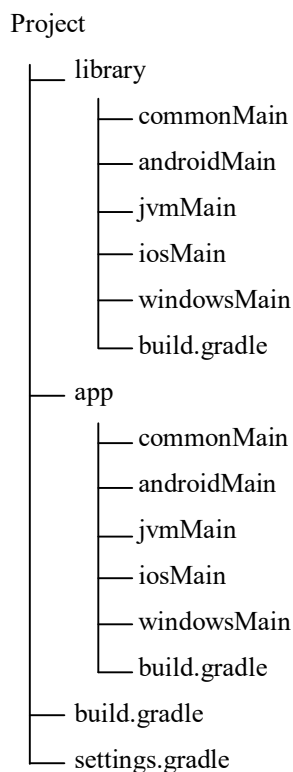 Project
library
commonMain
androidMain
jvmMain
iosMain
windowsMain
build.gradle
app
commonMain
androidMain
jvmMain
iosMain
windowsMain
build.gradle
build.gradle
settings.gradle